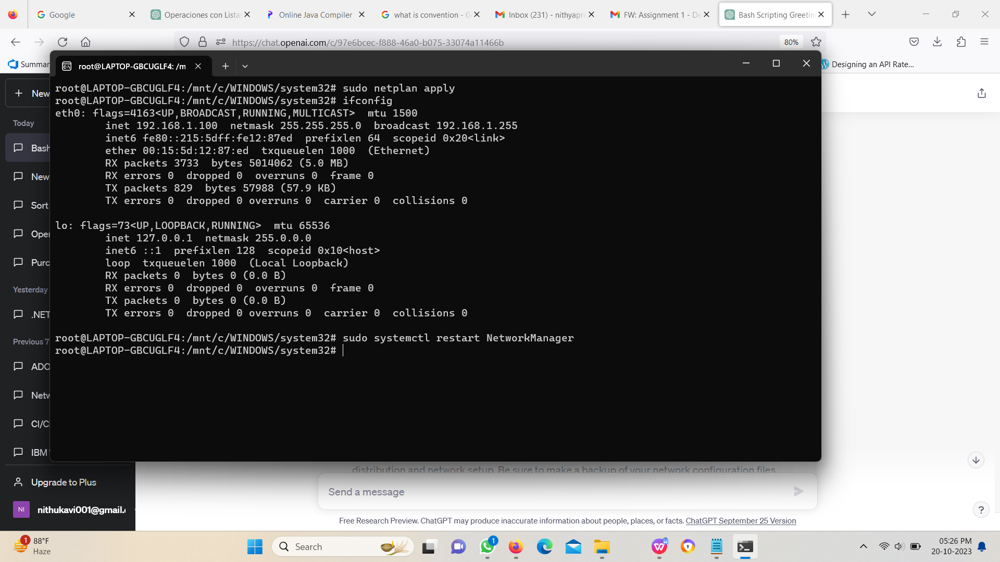 Google
Operaciones con Listas
Online Java Compiler
what is convention - G
Inbox (231) - nithyapri
FW: Assignment 1 - De
Bash Scripting Greetin
https://chat.openai.com/c/97e6bcec-f888-46a0-b075-33074a11466b
80%
Summar
Designing an API Rate...
root@LAPTOP-GBCUGLF4: /m
root@LAPTOP-GBCUGLF4:/mnt/c/WINDOWS/system32# sudo netplan apply
root@LAPTOP-GBCUGLF4:/mnt/c/WINDOWS/system32# ifconfig
eth0: flags=4163<UP,BROADCAST,RUNNING,MULTICAST>  mtu 1500
inet 192.168.1.100  netmask 255.255.255.0  broadcast 192.168.1.255
inet6 fe80::215:5dff:fe12:87ed  prefixlen 64  scopeid 0x20<link>
ether 00:15:5d:12:87:ed  txqueuelen 1000  (Ethernet)
RX packets 3733  bytes 5014062 (5.0 MB)
RX errors 0  dropped 0  overruns 0  frame 0
TX packets 829  bytes 57988 (57.9 KB)
TX errors 0  dropped 0 overruns 0  carrier 0  collisions 0
lo: flags=73<UP,LOOPBACK,RUNNING>  mtu 65536
inet 127.0.0.1  netmask 255.0.0.0
inet6 ::1  prefixlen 128  scopeid 0x10<host>
loop  txqueuelen 1000  (Local Loopback)
RX packets 0  bytes 0 (0.0 B)
RX errors 0  dropped 0  overruns 0  frame 0
TX packets 0  bytes 0 (0.0 B)
TX errors 0  dropped 0 overruns 0  carrier 0  collisions 0
root@LAPTOP-GBCUGLF4:/mnt/c/WINDOWS/system32# sudo systemctl restart NetworkManager
root@LAPTOP-GBCUGLF4:/mnt/c/WINDOWS/system32#
New
Today
Bash
New
Sort
Oper
Purc
Yesterday
.NET
Previous 7
ADO
Netw
CI/C
IBM
Upgrade to Plus
NI
nithukavi001@gmail.
distribution and network setup. Be sure to make a backup of your network configuration files
Send a message
Free Research Preview. ChatGPT may produce inaccurate information about people, places, or facts. ChatGPT September 25 Version
?
1
88°F
Haze
Search
1
05:26 PM
20-10-2023